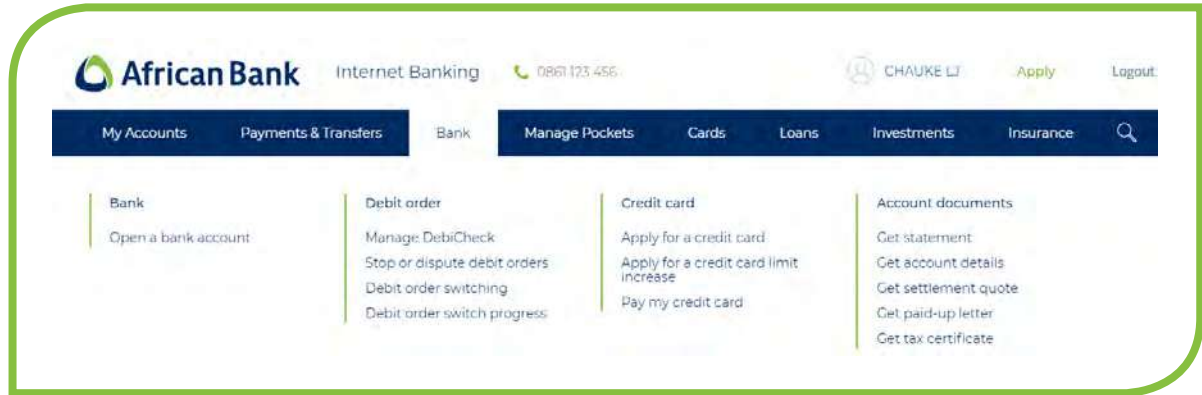 African Bank Internet Banking 0861 123 456 CHAUKE LJ Apply Logout
My Accounts Payments & Transfers Bank Manage Pockets Cards Loans Investments Insurance
Bank
Open a bank account
Debit order
Manage DebiCheck
Stop or dispute debit orders
Debit order switching
Debit order switch progress
Credit card
Apply for a credit card
Apply for a credit card limit
increase
Pay my credit card
Account documents
Get statement
Get account details
Get settlement quote
Get paid-up letter
Get tax certificate